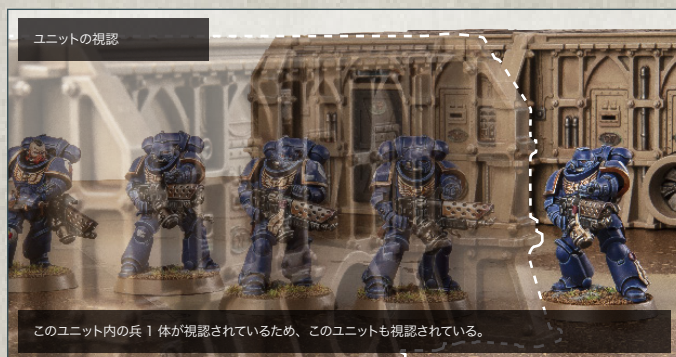 ユニットの視認
このユニット内の兵 1 体が視認されているため、このユニットも視認されている。